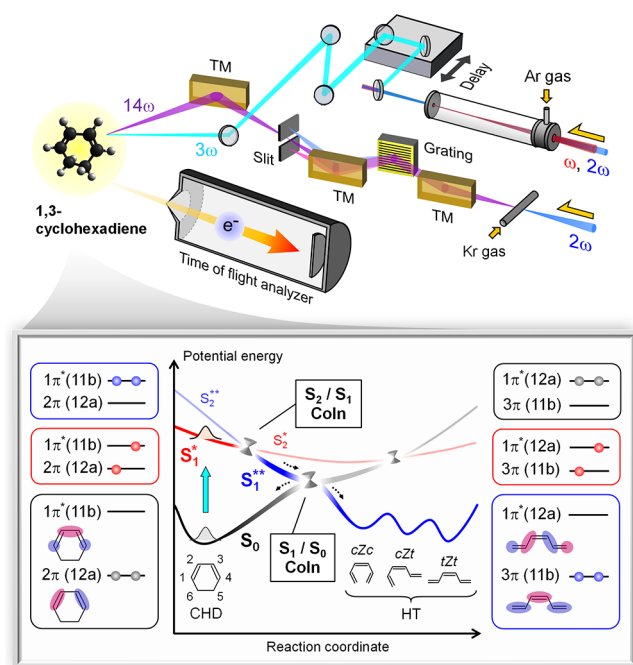 TM
Delay
Ar gas
14ω
3ω
Slit
Grating
ω, 2ω
TM
TM
2ω
Kr gas
1,3-
cyclohexadiene
e⁻
Time of flight analyzer
Potential energy
1π*(11b)
2π (12a)
1π*(11b)
2π (12a)
1π*(11b)
2π (12a)
S₂**
S₂ / S₁
CoIn
S₁*
S₂*
S₁**
S₀
S₁ / S₀
CoIn
2 3
1 4
6 5
CHD
cZc cZt tZt
HT
1π*(12a)
3π (11b)
1π*(12a)
3π (11b)
1π*(12a)
3π (11b)
Reaction coordinate